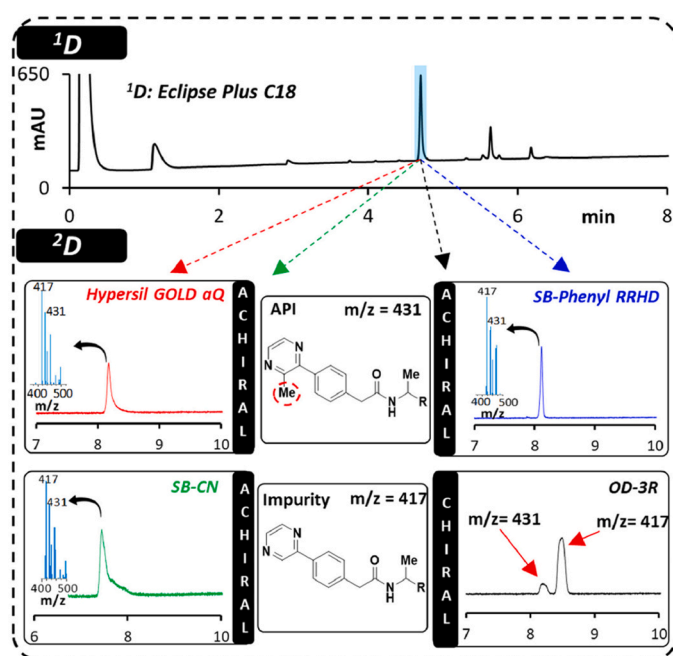 1D
650
1D: Eclipse Plus C18
mAU
0
0 2 4 6 min 8
2D
417
431
400 500
m/z
Hypersil GOLD aQ
7 8 9 10
ACHIRAL
API m/z = 431
N
N
Me
O
Me
N
H
R
ACHIRAL
417
431
400 500
m/z
SB-Phenyl RRHD
7 8 9 10
417
431
400 500
m/z
SB-CN
6 8 10
ACHIRAL
Impurity m/z = 417
N
N
O
Me
N
H
R
CHIRAL
OD-3R
m/z= 431
m/z= 417
7 8 9 10